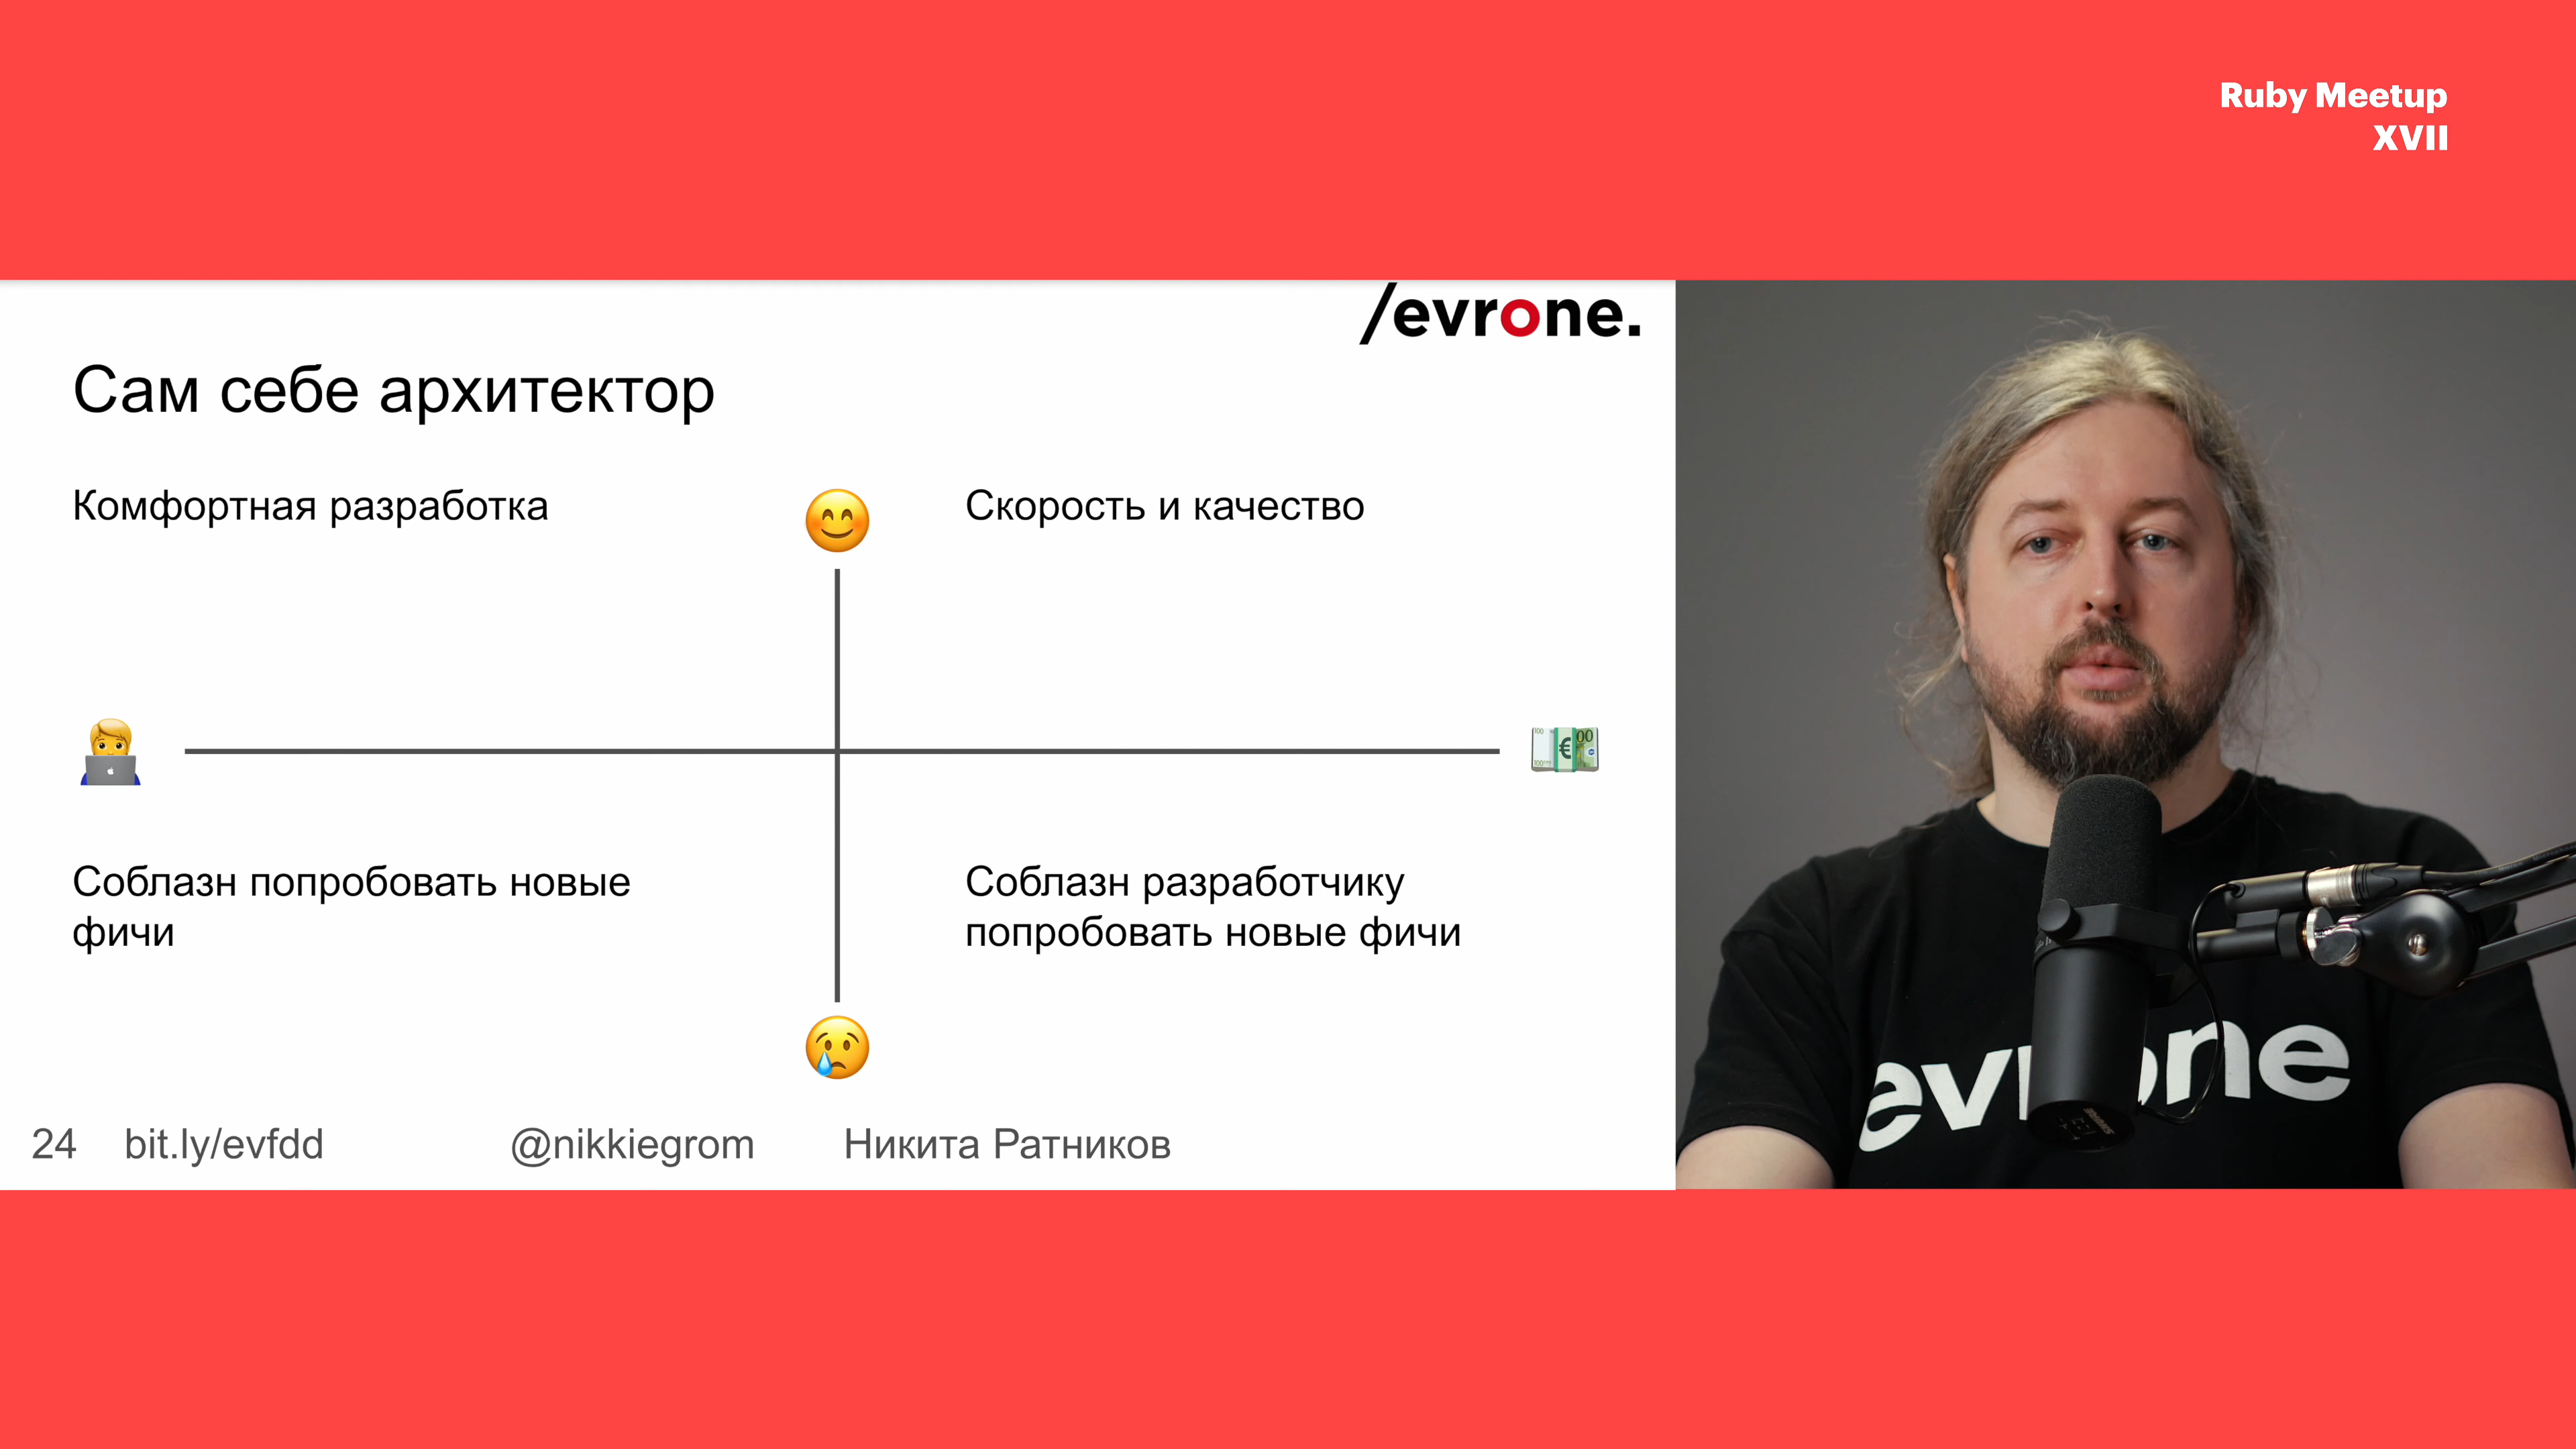 Ruby Meetup
XVII
/evrone.
Сам себе архитектор
Комфортная разработка
Скорость и качество
Соблазн попробовать новые
фичи
Соблазн разработчику
попробовать новые фичи
24 bit.ly/evfdd @nikkiegrom Никита Ратников
evrone